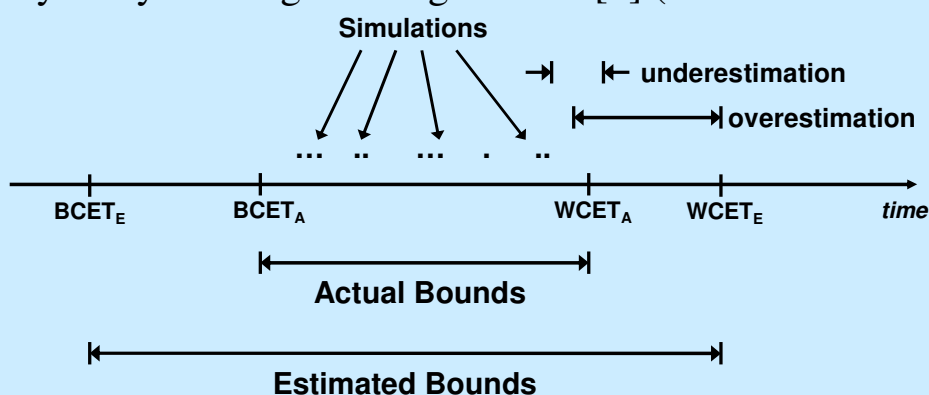 Simulations
underestimation
overestimation
... .. ... . ..
BCET_E BCET_A WCET_A WCET_E time
Actual Bounds
Estimated Bounds